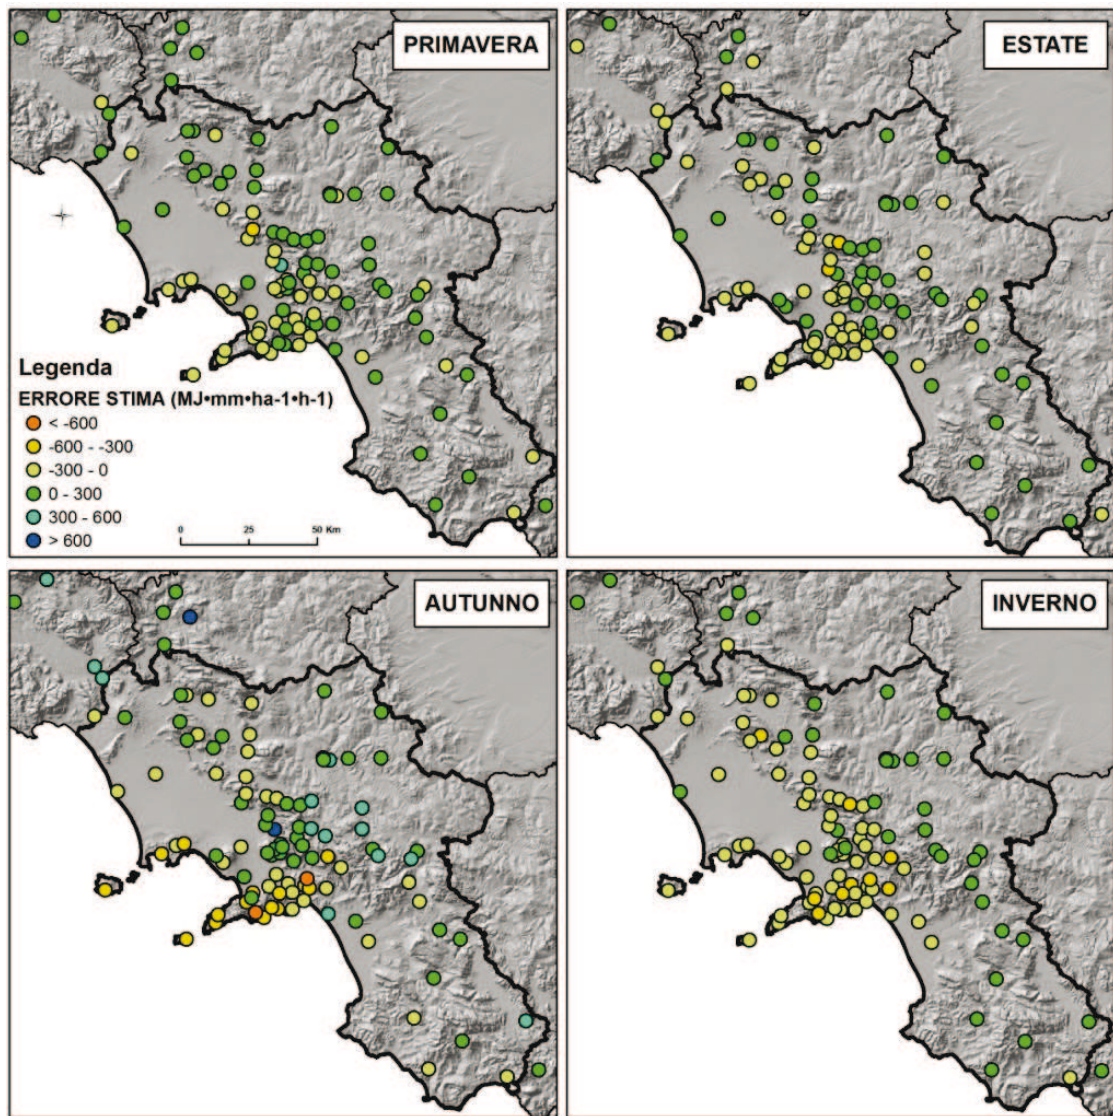 PRIMAVERA
ESTATE
Legenda
ERRORE STIMA (MJ•mm•ha-1•h-1)
< -600
-600 - -300
-300 - 0
0 - 300
300 - 600
> 600
0 25 50 Km
AUTUNNO
INVERNO